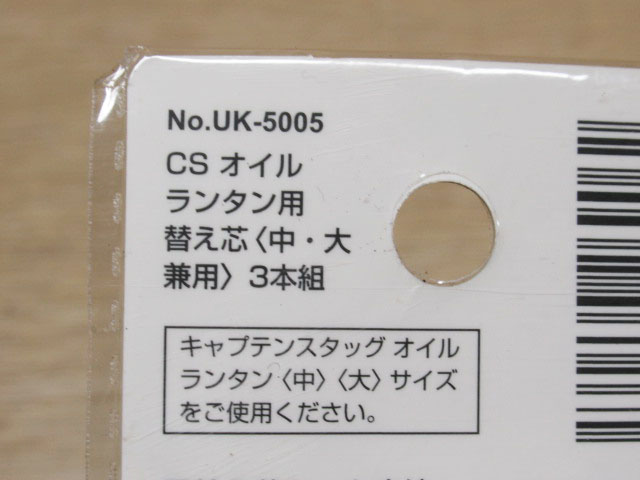 No.UK-5005
CS オイル
ランタン用
替え芯〈中・大
兼用〉3本組
キャプテンスタッグ オイル
ランタン〈中〉〈大〉サイズ
をご使用ください。